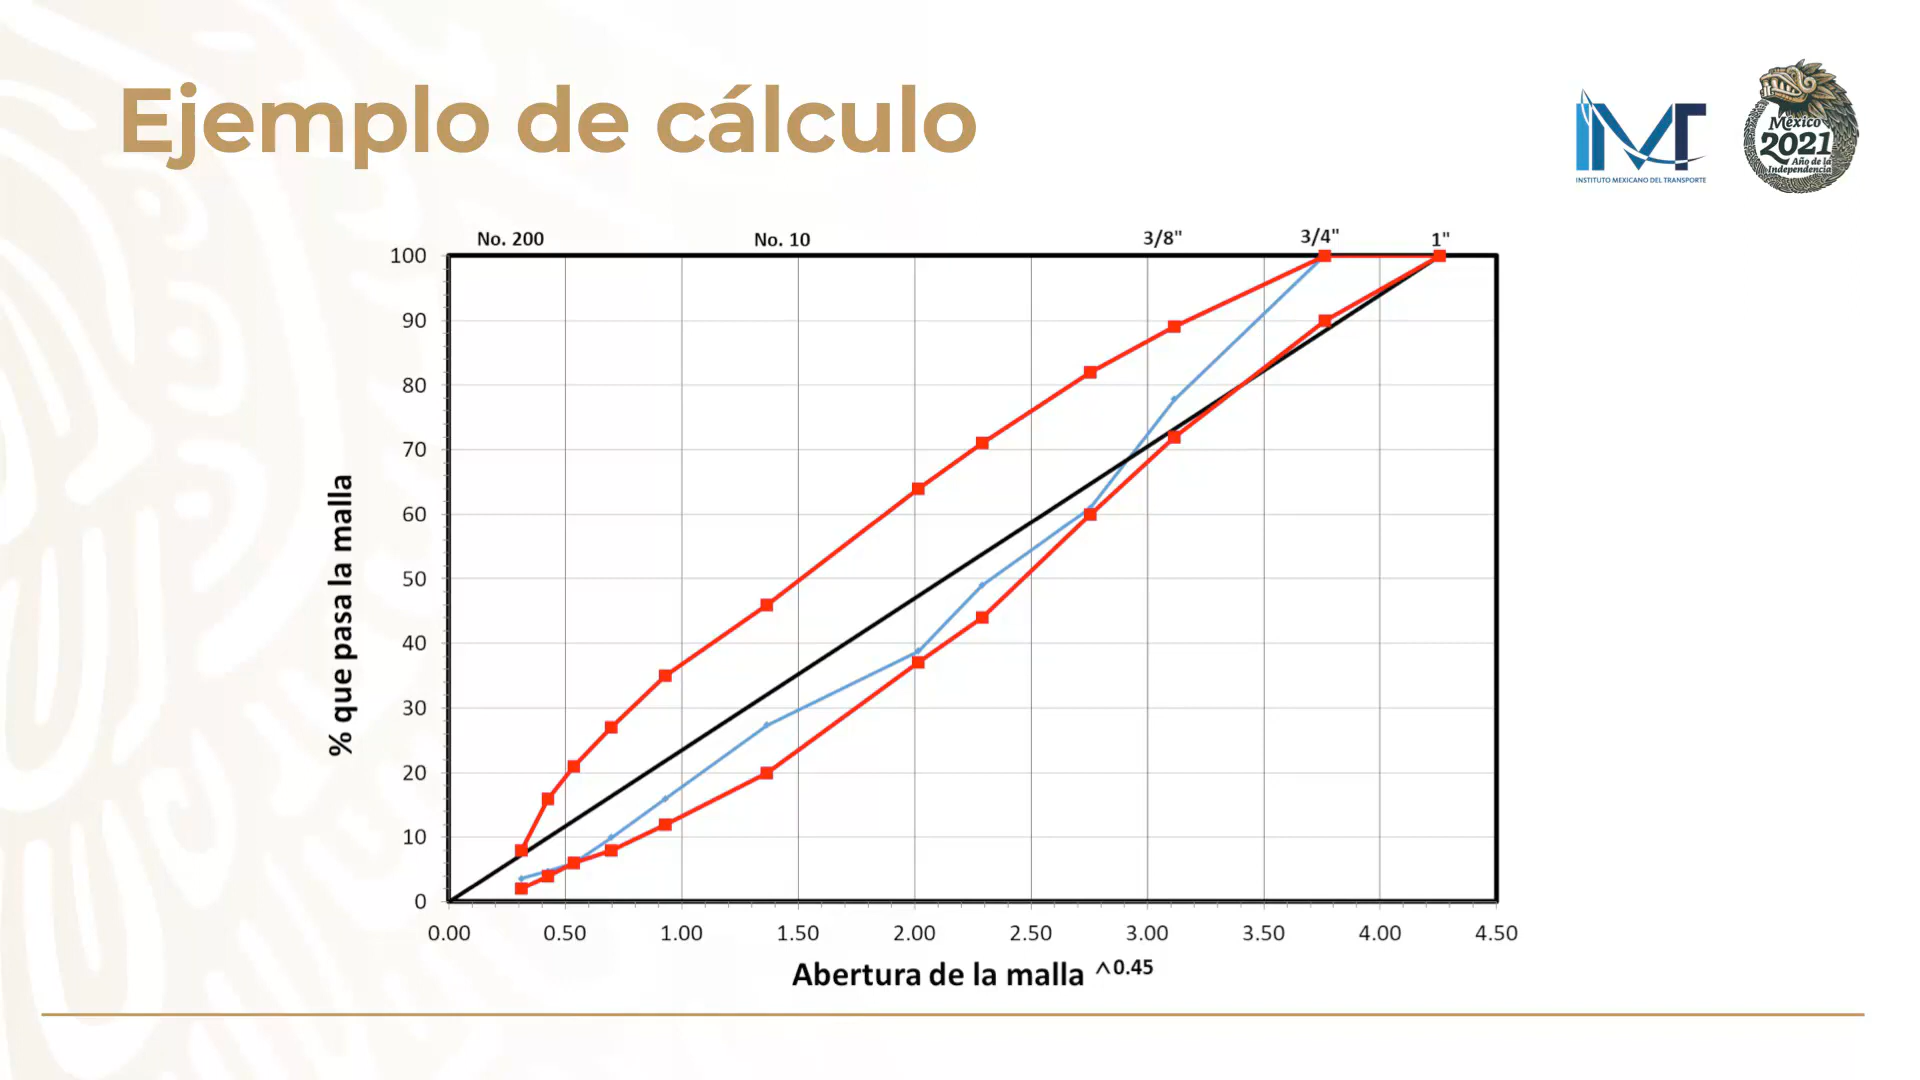 Ejemplo de cálculo
INSTITUTO MEXICANO DEL TRANSPORTE
México
2021
Año de la
Independencia
No. 200 No. 10 3/8" 3/4" 1"
100
90
80
70
60
50
40
30
20
10
0
% que pasa la malla
0.00 0.50 1.00 1.50 2.00 2.50 3.00 3.50 4.00 4.50
Abertura de la malla ^0.45